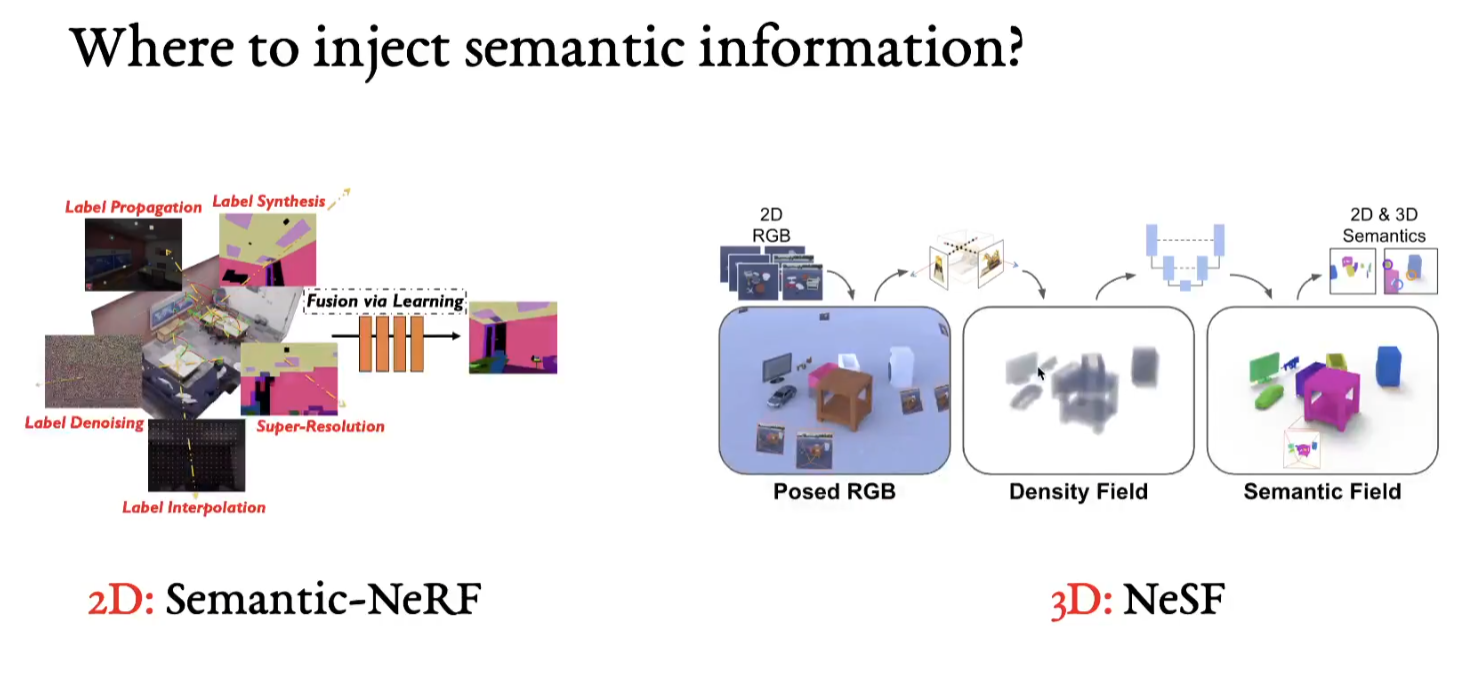 Where to inject semantic information?
Label Propagation
Label Synthesis
Fusion via Learning
Label Denoising
Super-Resolution
Label Interpolation
2D: Semantic-NeRF
2D
RGB
2D & 3D
Semantics
Posed RGB
Density Field
Semantic Field
3D: NeSF